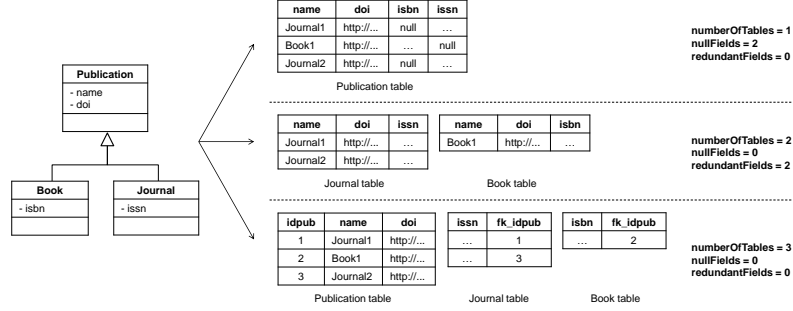 Publication
- name
- doi
Book
- isbn
Journal
- issn
name doi isbn issn
Journal1 http://... null ...
Book1 http://... ... null
Journal2 http://... null ...
Publication table
numberOfTables = 1
nullFields = 2
redundantFields = 0
name doi issn
Journal1 http://... ...
Journal2 http://... ...
Journal table
name doi isbn
Book1 http://... ...
Book table
numberOfTables = 2
nullFields = 0
redundantFields = 2
idpub name doi
1 Journal1 http://...
2 Book1 http://...
3 Journal2 http://...
Publication table
issn fk_idpub
... 1
... 3
Journal table
isbn fk_idpub
... 2
Book table
numberOfTables = 3
nullFields = 0
redundantFields = 0